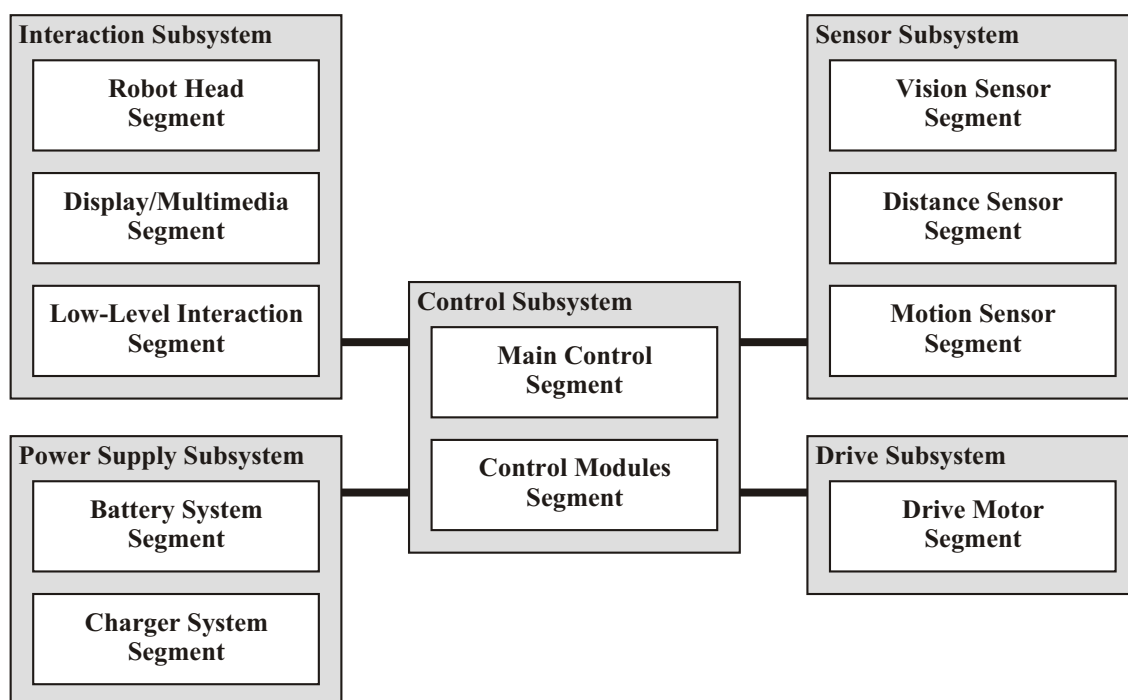 Interaction Subsystem
Robot Head
Segment
Display/Multimedia
Segment
Low-Level Interaction
Segment
Power Supply Subsystem
Battery System
Segment
Charger System
Segment
Control Subsystem
Main Control
Segment
Control Modules
Segment
Sensor Subsystem
Vision Sensor
Segment
Distance Sensor
Segment
Motion Sensor
Segment
Drive Subsystem
Drive Motor
Segment